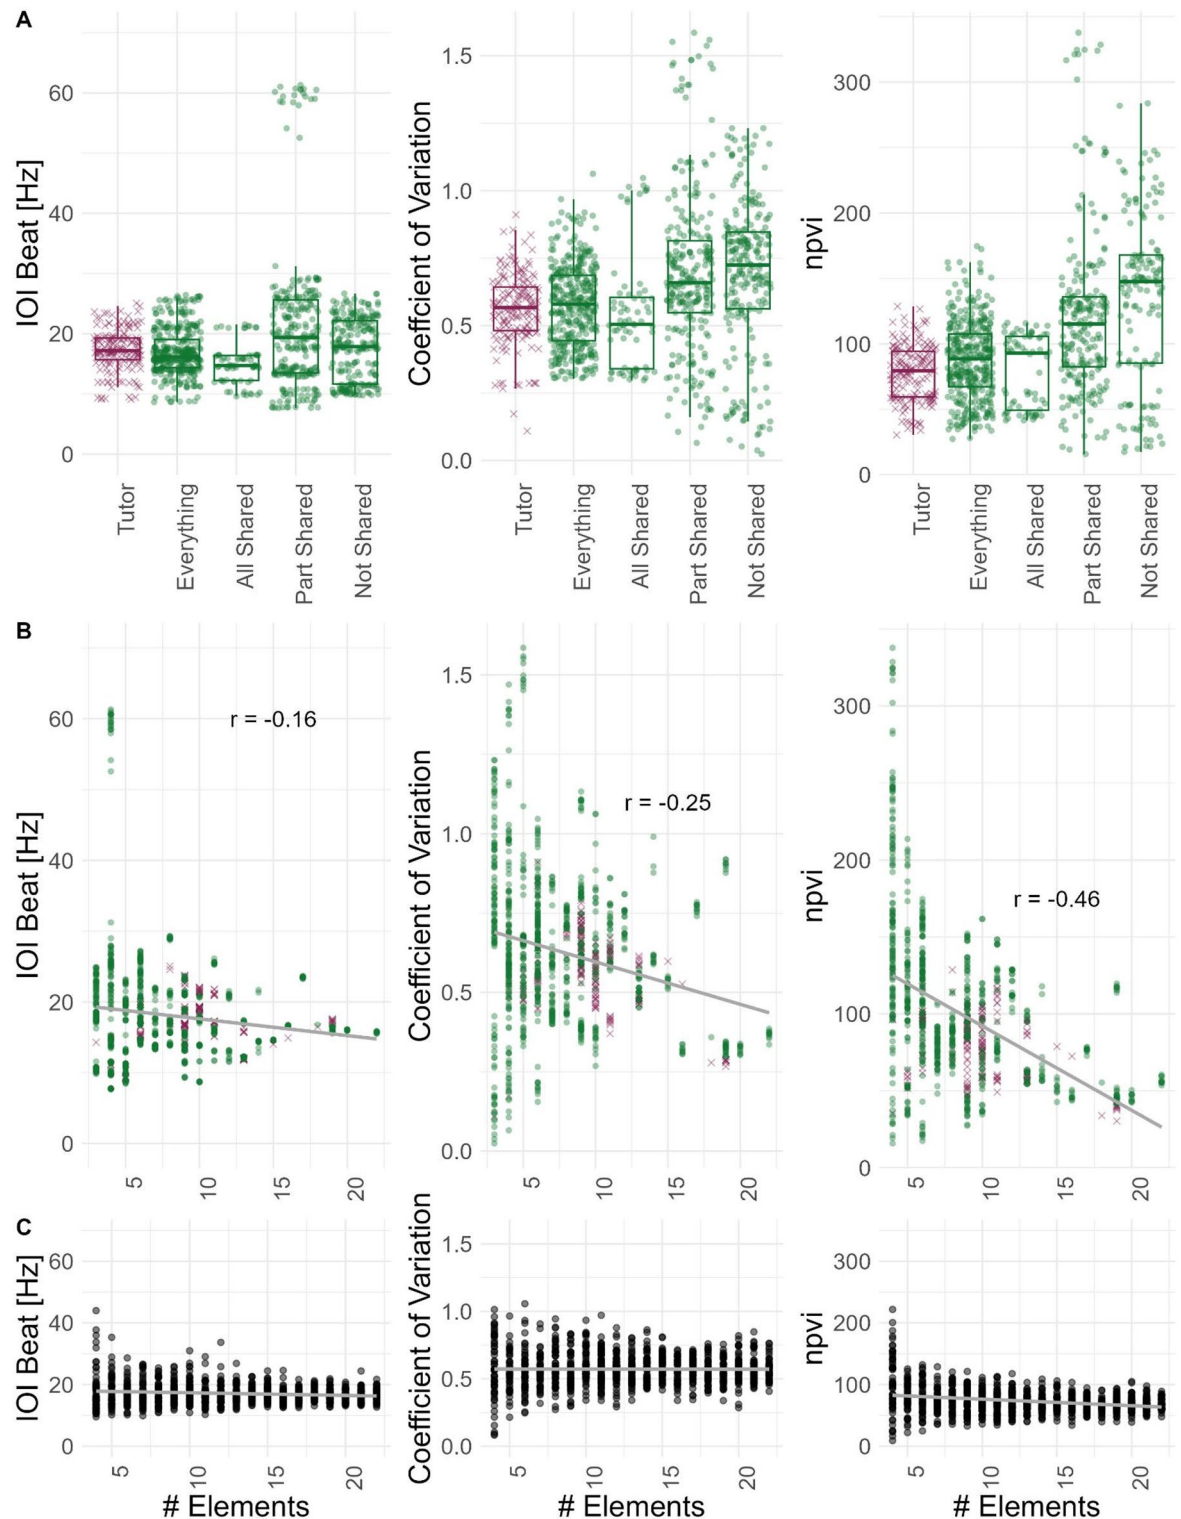 A
IOI Beat [Hz]
60
40
20
0
Tutor
Everything
All Shared
Part Shared
Not Shared
Coeffcient of Variation
1.5
1.0
0.5
0.0
Tutor
Everything
All Shared
Part Shared
Not Shared
npvi
300
200
100
0
Tutor
Everything
All Shared
Part Shared
Not Shared
B
IOI Beat [Hz]
60
40
20
0
r = -0.16
5
10
15
20
Coefficient of Variation
1.5
1.0
0.5
0.0
r = -0.25
5
10
15
20
npvi
300
200
100
0
r = -0.46
5
10
15
20
C
IOI Beat [Hz]
60
40
20
0
5
10
15
20
# Elements
Coefficient of Variation
1.5
1.0
0.5
0.0
5
10
15
20
# Elements
npvi
300
200
100
0
5
10
15
20
# Elements